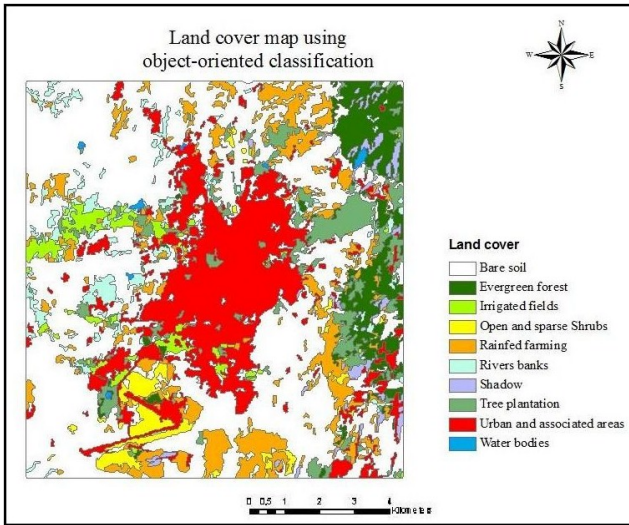 Land cover map using
object-oriented classification
N
W E
S
Land cover
Bare soil
Evergreen forest
Irrigated fields
Open and sparse Shrubs
Rainfed farming
Rivers banks
Shadow
Tree plantation
Urban and associated areas
Water bodies
0 0,5 1 2 3 4
Kilometers